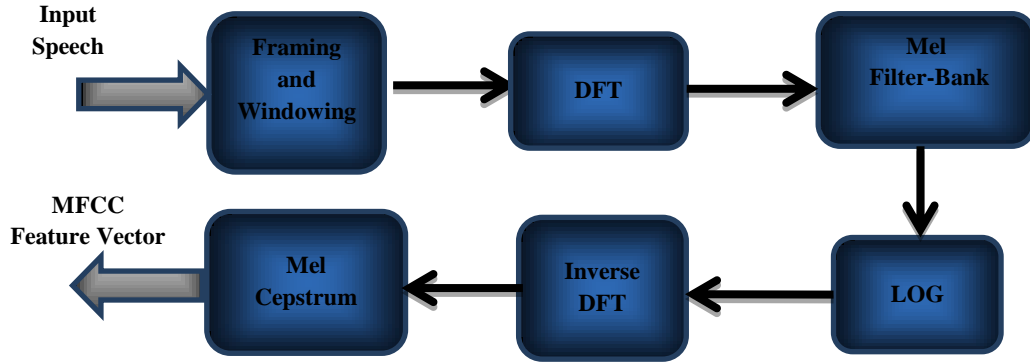 Input
Speech
Framing
and
Windowing
DFT
Mel
Filter-Bank
LOG
Inverse
DFT
Mel
Cepstrum
MFCC
Feature Vector